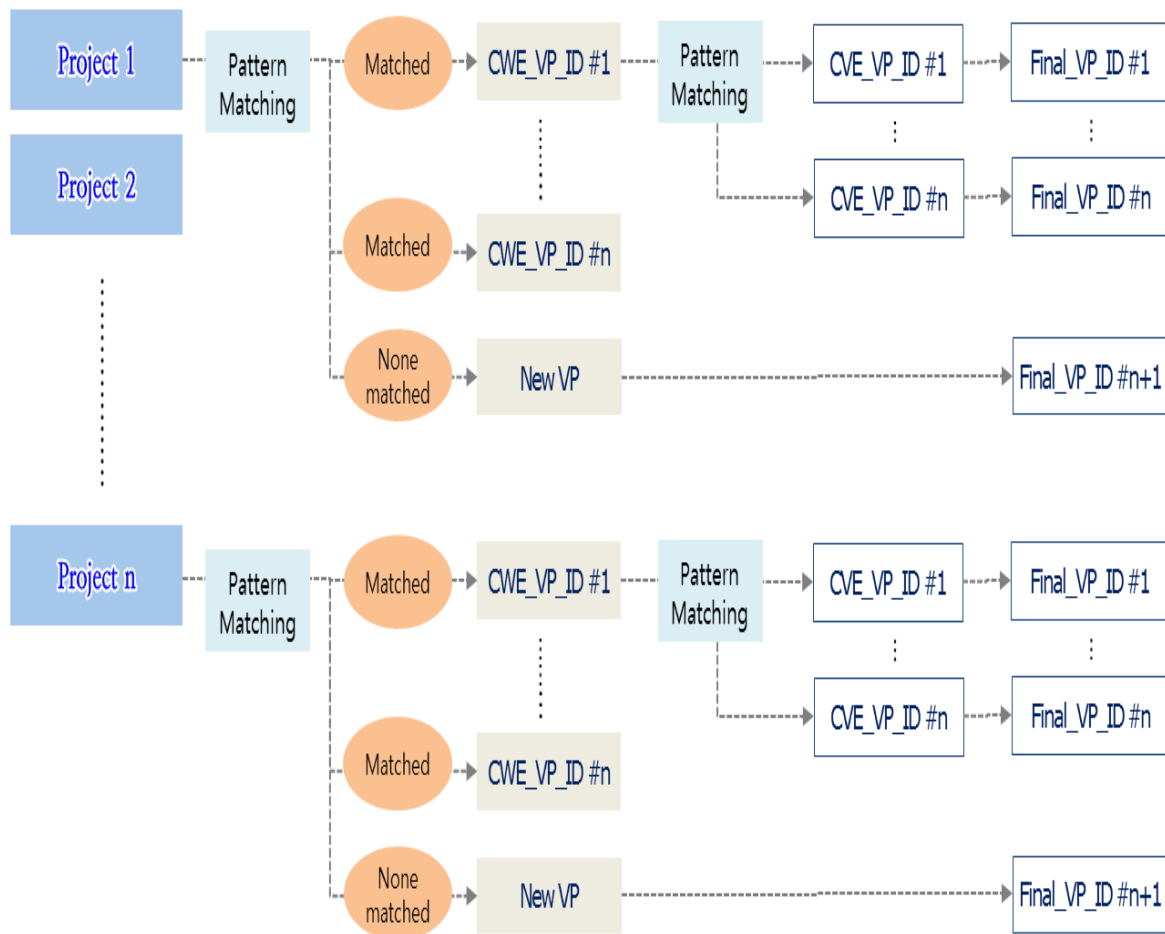 Project 1
Pattern
Matching
Matched
CWE_VP_ID #1
Pattern
Matching
CVE_VP_ID #1
Final_VP_ID #1
Project 2
CVE_VP_ID #n
Final_VP_ID #n
Matched
CWE_VP_ID #n
None
matched
New VP
Final_VP_ID #n+1
Project n
Pattern
Matching
Matched
CWE_VP_ID #1
Pattern
Matching
CVE_VP_ID #1
Final_VP_ID #1
CVE_VP_ID #n
Final_VP_ID #n
Matched
CWE_VP_ID #n
None
matched
New VP
Final_VP_ID #n+1